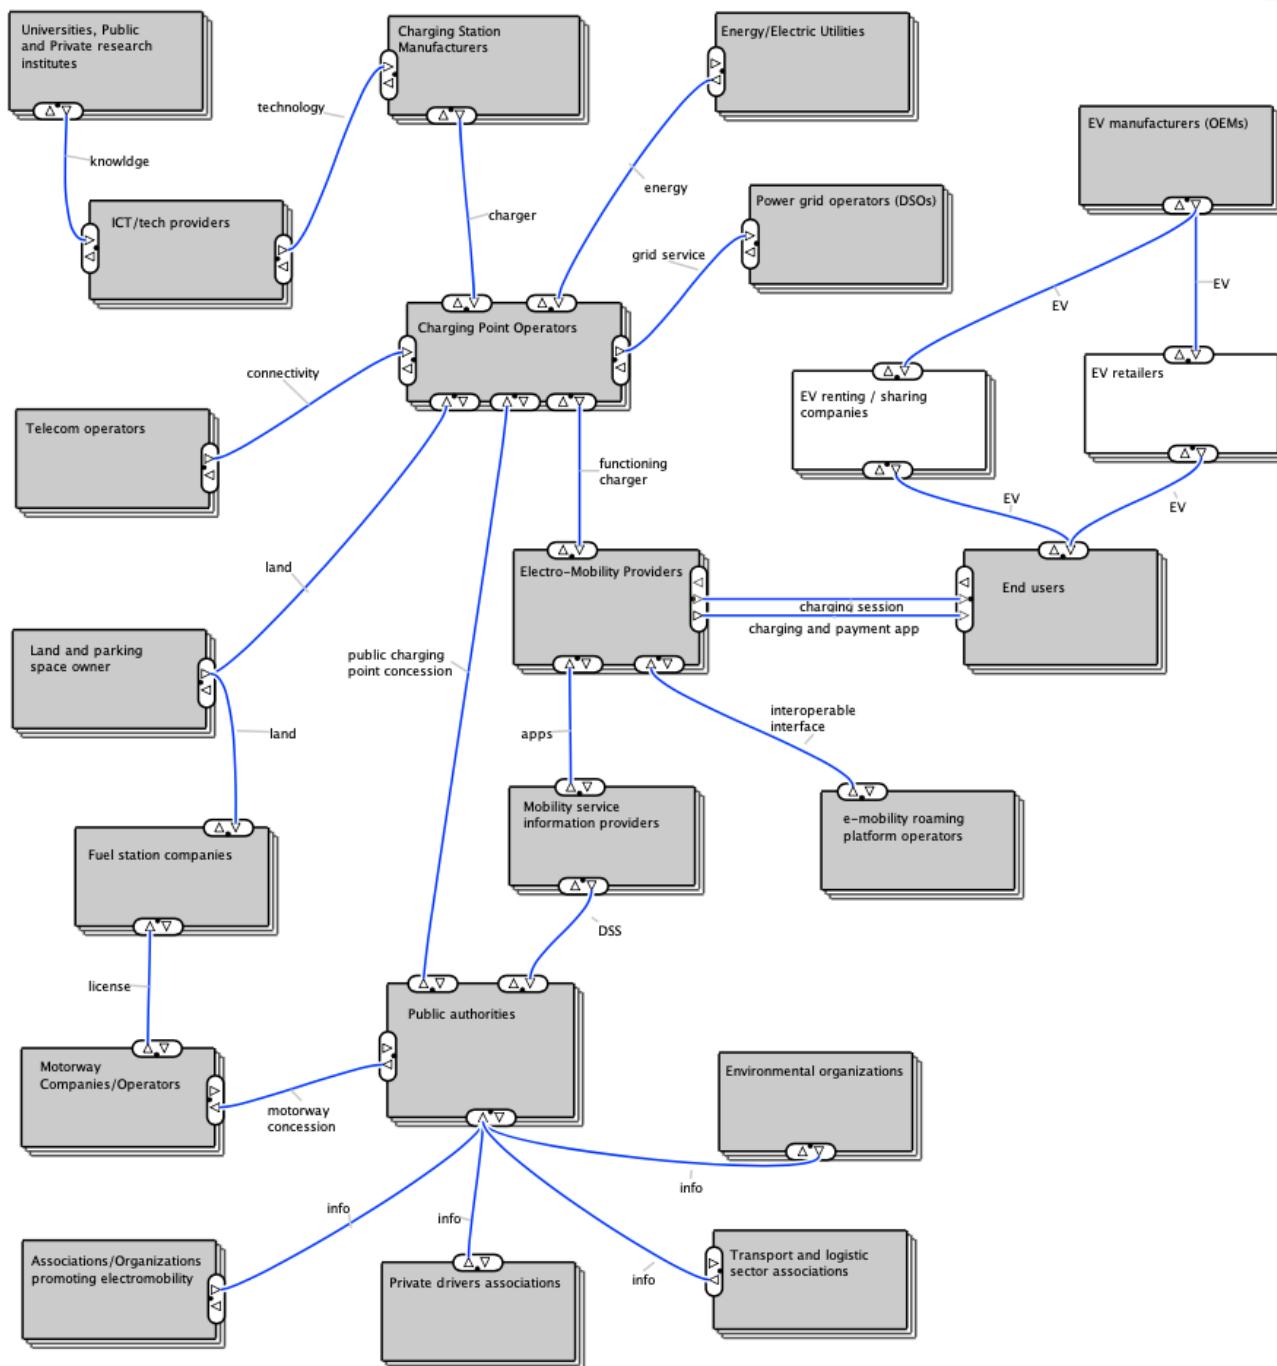 Universities, Public
and Private research
institutes
Charging Station
Manufacturers
Energy/Electric Utilities
technology
EV manufacturers (OEMs)
knowldge
energy
Power grid operators (DSOs)
ICT/tech providers
charger
grid service
EV
EV
Charging Point Operators
connectivity
EV renting / sharing
companies
EV retailers
Telecom operators
functioning
charger
EV
EV
land
Electro-Mobility Providers
End users
charging session
charging and payment app
Land and parking
space owner
public charging
point concession
interoperable
interface
apps
land
Mobility service
information providers
e-mobility roaming
platform operators
Fuel station companies
DSS
license
Public authorities
Motorway
Companies/Operators
Environmental organizations
motorway
concession
info
info
info
info
Associations/Organizations
promoting electromobility
Private drivers associations
Transport and logistic
sector associations